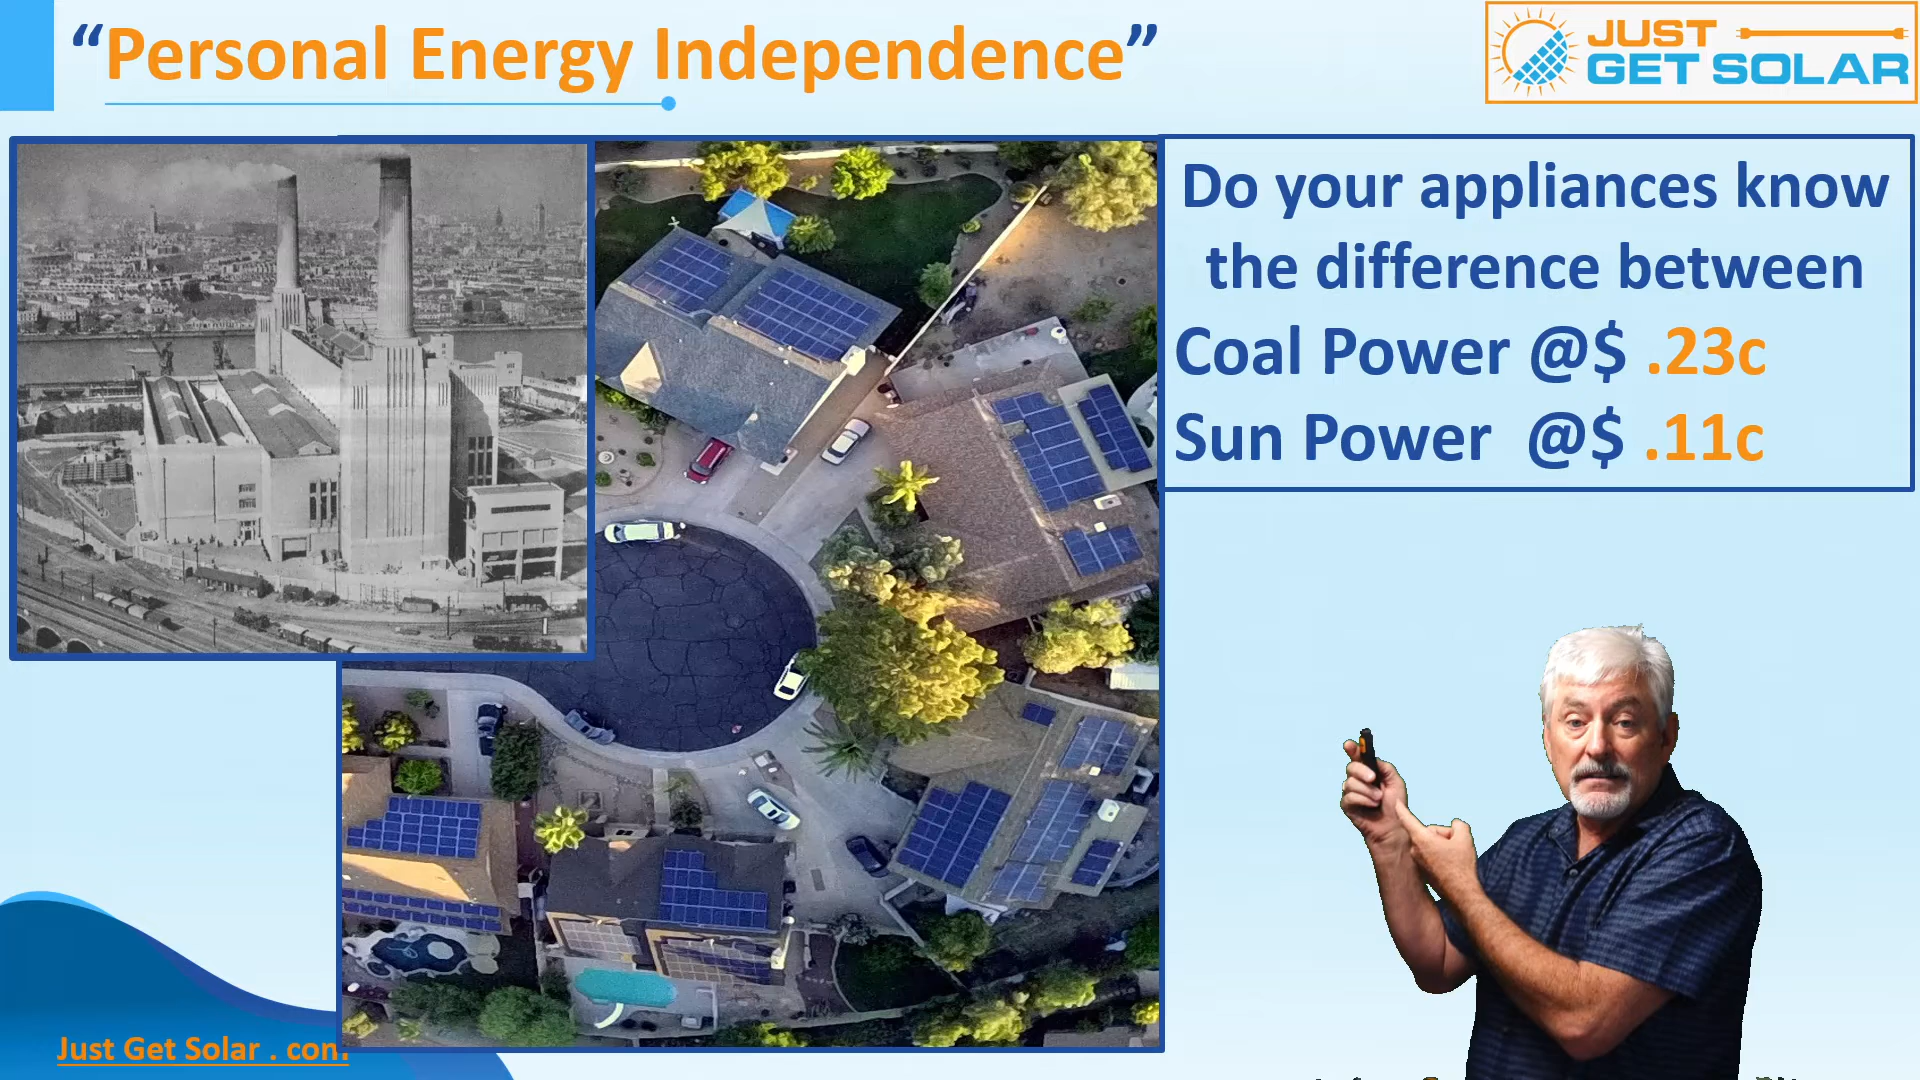 “Personal Energy Independence”
JUST
GET SOLAR
Do your appliances know
the difference between
Coal Power @$ .23c
Sun Power @$ .11c
Just Get Solar . com